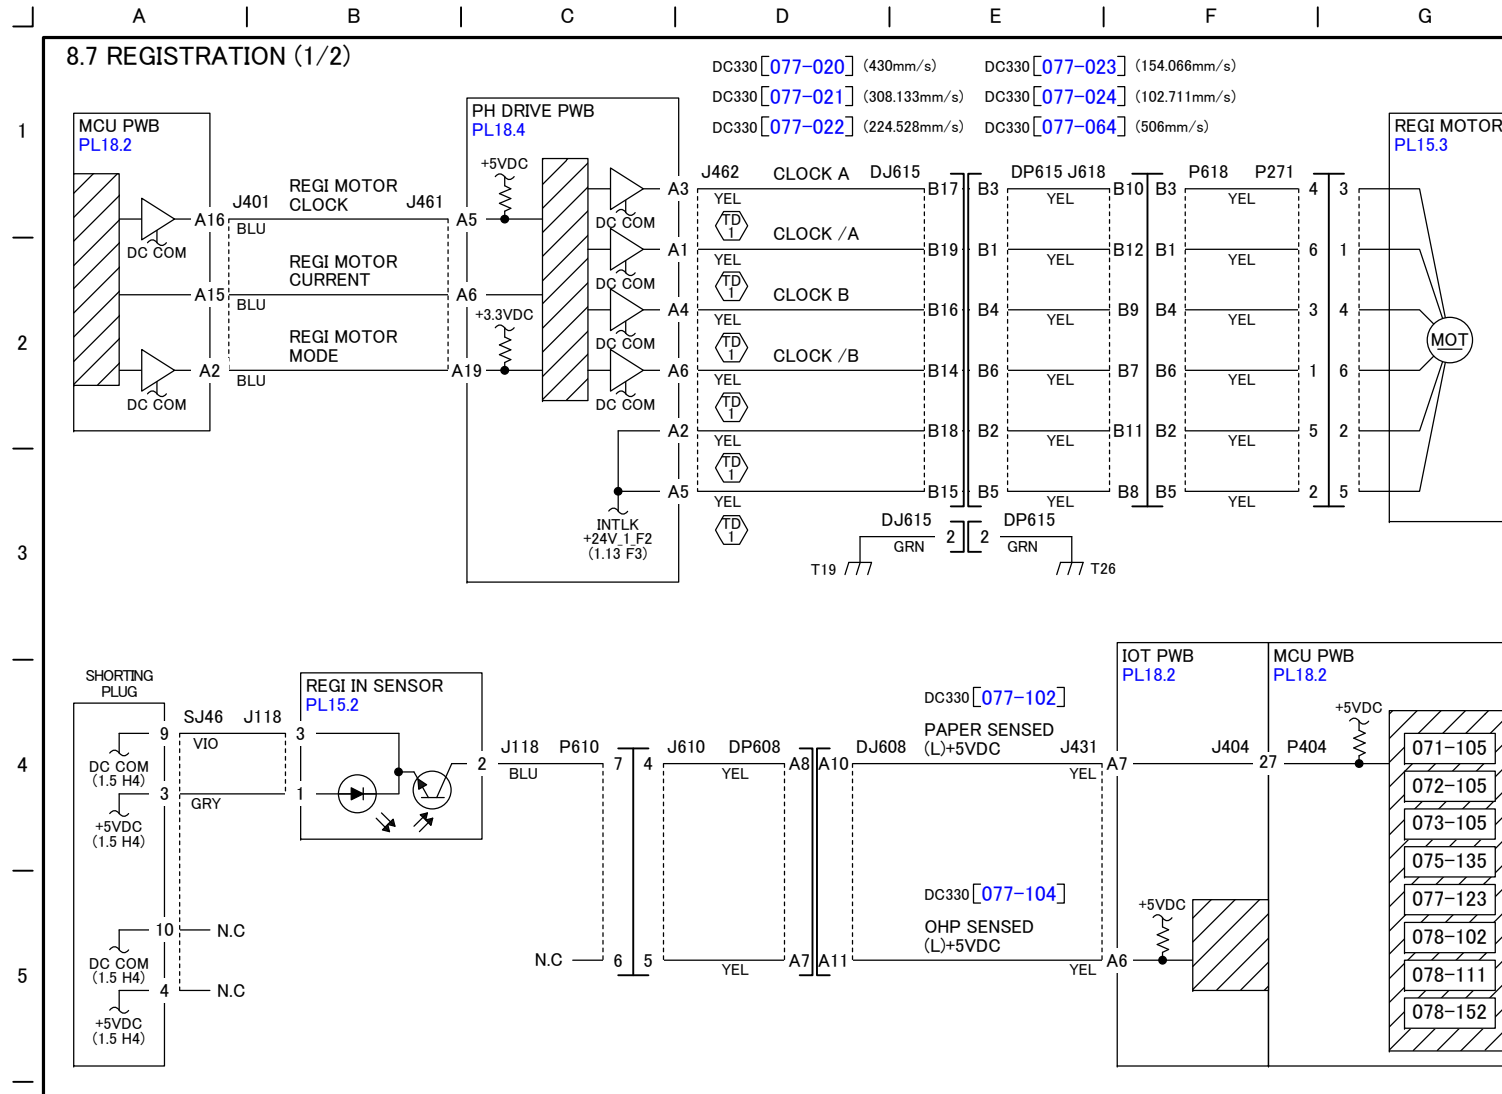 A B C D E F G
8.7 REGISTRATION (1/2)
DC330 [077-020] (430mm/s) DC330 [077-023] (154.066mm/s)
DC330 [077-021] (308.133mm/s) DC330 [077-024] (102.711mm/s)
DC330 [077-022] (224.528mm/s) DC330 [077-064] (506mm/s)
1
2
3
4
5
MCU PWB
PL18.2
DC COM
DC COM
A16
A15
A2
J401
BLU
BLU
BLU
REGI MOTOR
CLOCK
REGI MOTOR
CURRENT
REGI MOTOR
MODE
J461
PH DRIVE PWB
PL18.4
+5VDC
A5
A6
+3.3VDC
A19
DC COM
DC COM
DC COM
DC COM
INTLK
+24V_1_F2
(1.13 F3)
J462 CLOCK A DJ615 DP615 J618 P618 P271
A3 YEL B17 B3 YEL B10 B3 YEL 4 3
TD
1
CLOCK /A
A1 YEL B19 B1 YEL B12 B1 YEL 6 1
TD
1
CLOCK B
A4 YEL B16 B4 YEL B9 B4 YEL 3 4
TD
1
CLOCK /B
A6 YEL B14 B6 YEL B7 B6 YEL 1 6
TD
1
A2 YEL B18 B2 YEL B11 B2 YEL 5 2
TD
1
A5 YEL B15 B5 YEL B8 B5 YEL 2 5
TD
1
REGI MOTOR
PL15.3
MOT
DJ615 DP615
GRN 2 2 GRN
T19 T26
SHORTING
PLUG
9
DC COM
(1.5 H4)
3
+5VDC
(1.5 H4)
10 N.C
DC COM
(1.5 H4)
4 N.C
+5VDC
(1.5 H4)
SJ46 J118
VIO
GRY
REGI IN SENSOR
PL15.2
3
1
2
J118 P610 J610 DP608 DJ608 J431
BLU 7 4 YEL A8 A10 YEL A7
DC330 [077-102]
PAPER SENSED
(L)+5VDC
N.C 6 5 YEL A7 A11 YEL A6
DC330 [077-104]
OHP SENSED
(L)+5VDC
IOT PWB
PL18.2
+5VDC
J404 27 P404
MCU PWB
PL18.2
+5VDC
071-105
072-105
073-105
075-135
077-123
078-102
078-111
078-152